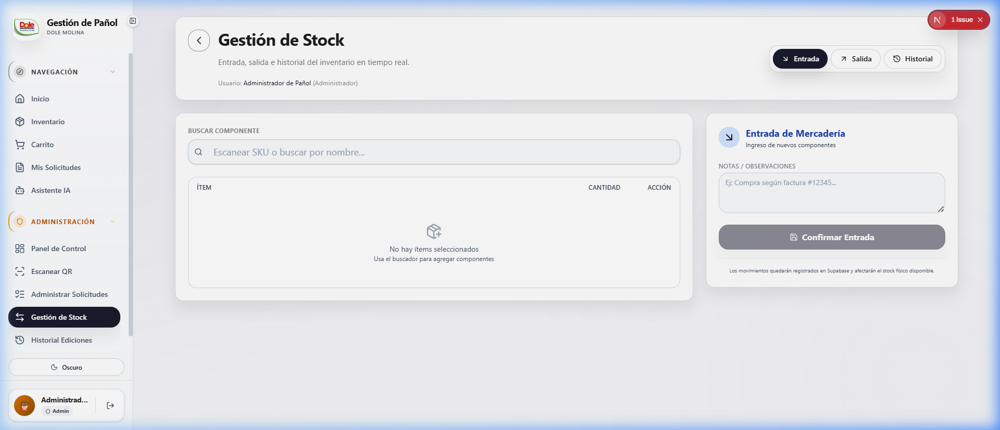 Dole
Gestión de Pañol
DOLE MOLINA
NAVEGACIÓN
Inicio
Inventario
Carrito
Mis Solicitudes
Asistente IA
ADMINISTRACIÓN
Panel de Control
Escanear QR
Administrar Solicitudes
Gestión de Stock
Historial Ediciones
Oscuro
Administrad...
Admin
Gestión de Stock
Entrada, salida e historial del inventario en tiempo real.
Usuario: Administrador de Pañol (Administrador)
1 Issue
Entrada
Salida
Historial
BUSCAR COMPONENTE
Escanear SKU o buscar por nombre...
ÍTEM CANTIDAD ACCIÓN
No hay ítems seleccionados
Usa el buscador para agregar componentes
Entrada de Mercadería
Ingreso de nuevos componentes
NOTAS / OBSERVACIONES
Ej: Compra según factura #12345...
Confirmar Entrada
Los movimientos quedarán registrados en Supabase y afectarán el stock físico disponible.